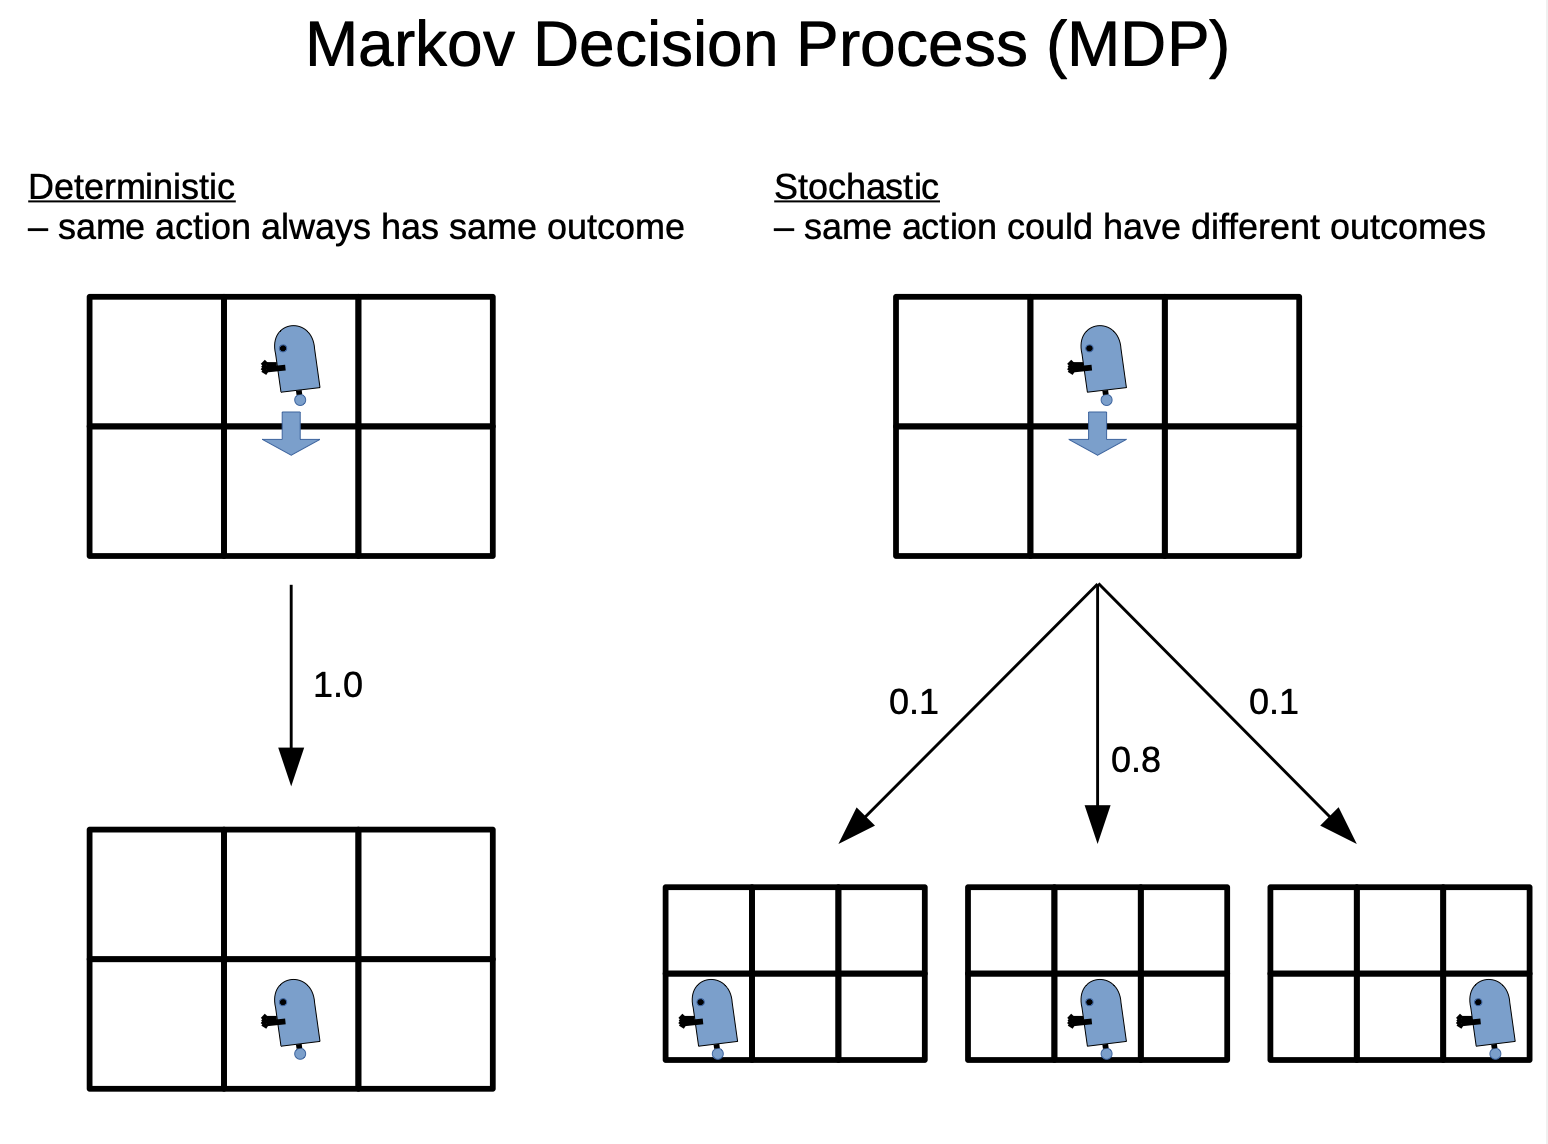 Markov Decision Process (MDP)
Deterministic
– same action always has same outcome
Stochastic
– same action could have different outcomes
1.0
0.1
0.8
0.1